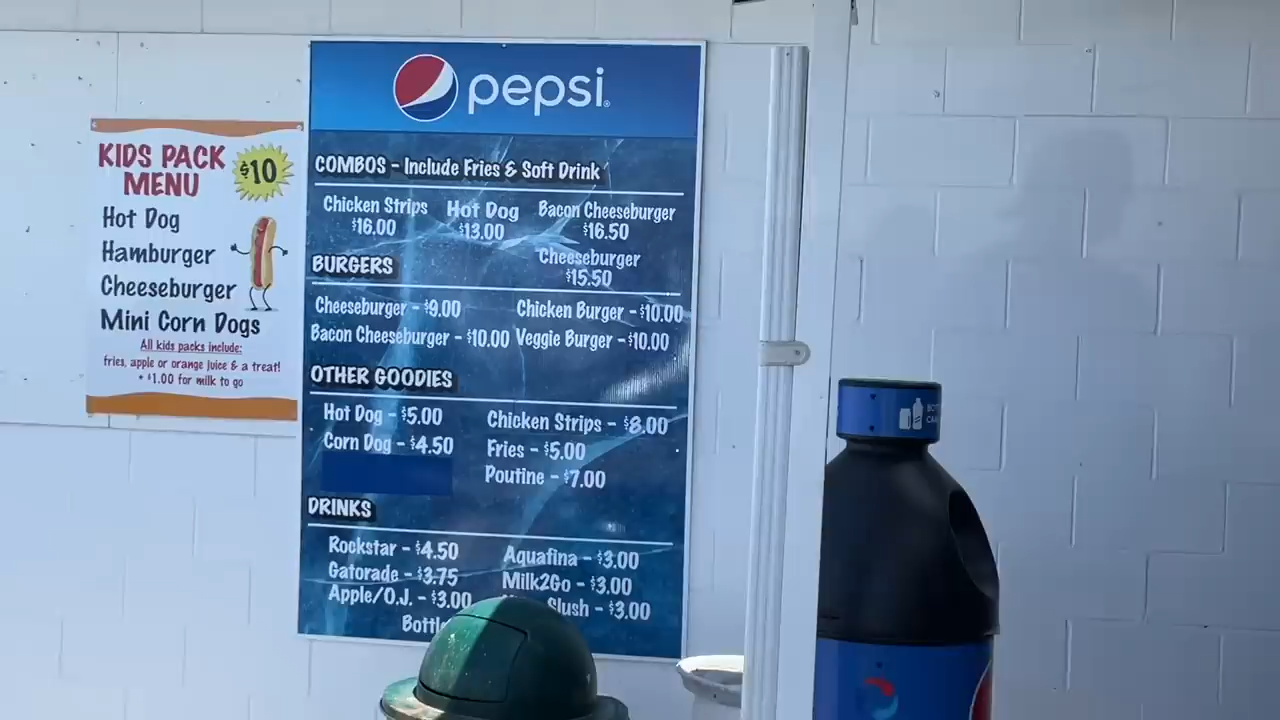 KIDS PACK
MENU
$10
Hot Dog
Hamburger
Cheeseburger
Mini Corn Dogs
All kids packs include:
fries, apple or orange juice & a treat!
* $1.00 for milk to go
pepsi
COMBOS - Include Fries & Soft Drink
Chicken Strips
$16.00
Hot Dog
$13.00
Bacon Cheeseburger
$16.50
Cheeseburger
$15.50
BURGERS
Cheeseburger - $9.00
Chicken Burger - $10.00
Bacon Cheeseburger - $10.00
Veggie Burger - $10.00
OTHER GOODIES
Hot Dog - $5.00
Corn Dog - $4.50
Chicken Strips - $8.00
Fries - $5.00
Poutine - $7.00
DRINKS
Rockstar - $4.50
Gatorade - $3.75
Apple/O.J. - $3.00
Aquafina - $3.00
Milk2Go - $3.00
Slush - $3.00